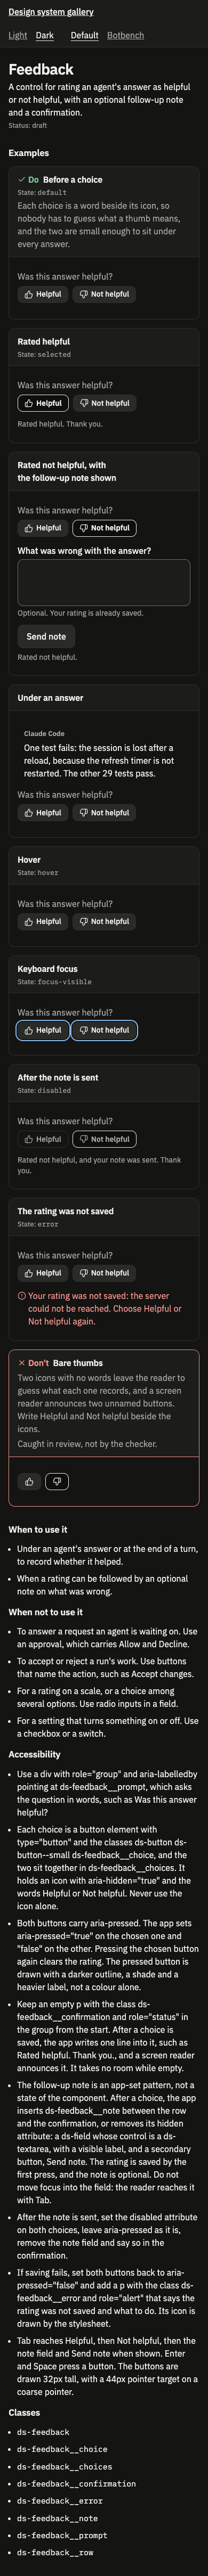 Design system gallery
Light Dark Default Botbench
Feedback
A control for rating an agent's answer as helpful
or not helpful, with an optional follow-up note
and a confirmation.
Status: draft
Examples
Do Before a choice
State: default
Each choice is a word beside its icon, so
nobody has to guess what a thumb means,
and the two are small enough to sit under
every answer.
Was this answer helpful?
Helpful Not helpful
Rated helpful
State: selected
Was this answer helpful?
Helpful Not helpful
Rated helpful. Thank you.
Rated not helpful, with
the follow-up note shown
Was this answer helpful?
Helpful Not helpful
What was wrong with the answer?
Optional. Your rating is already saved.
Send note
Rated not helpful.
Under an answer
Claude Code
One test fails: the session is lost after a
reload, because the refresh timer is not
restarted. The other 29 tests pass.
Was this answer helpful?
Helpful Not helpful
Hover
State: hover
Was this answer helpful?
Helpful Not helpful
Keyboard focus
State: focus-visible
Was this answer helpful?
Helpful Not helpful
After the note is sent
State: disabled
Was this answer helpful?
Helpful Not helpful
Rated not helpful, and your note was sent. Thank
you.
The rating was not saved
State: error
Was this answer helpful?
Helpful Not helpful
Your rating was not saved: the server
could not be reached. Choose Helpful or
Not helpful again.
Don't Bare thumbs
Two icons with no words leave the reader to
guess what each one records, and a screen
reader announces two unnamed buttons.
Write Helpful and Not helpful beside the
icons.
Caught in review, not by the checker.
When to use it
• Under an agent's answer or at the end of a turn,
to record whether it helped.
• When a rating can be followed by an optional
note on what was wrong.
When not to use it
• To answer a request an agent is waiting on. Use
an approval, which carries Allow and Decline.
• To accept or reject a run's work. Use buttons
that name the action, such as Accept changes.
• For a rating on a scale, or a choice among
several options. Use radio inputs in a field.
• For a setting that turns something on or off. Use
a checkbox or a switch.
Accessibility
• Use a div with role="group" and aria-labelledby
pointing at ds-feedback__prompt, which asks
the question in words, such as Was this answer
helpful?
• Each choice is a button element with
type="button" and the classes ds-button ds-
button--small ds-feedback__choice, and the
two sit together in ds-feedback__choices. It
holds an icon with aria-hidden="true" and the
words Helpful or Not helpful. Never use the
icon alone.
• Both buttons carry aria-pressed. The app sets
aria-pressed="true" on the chosen one and
"false" on the other. Pressing the chosen button
again clears the rating. The pressed button is
drawn with a darker outline, a shade and a
heavier label, not a colour alone.
• Keep an empty p with the class ds-
feedback__confirmation and role="status" in
the group from the start. After a choice is
saved, the app writes one line into it, such as
Rated helpful. Thank you., and a screen reader
announces it. It takes no room while empty.
• The follow-up note is an app-set pattern, not a
state of the component. After a choice, the app
inserts ds-feedback__note between the row
and the confirmation, or removes its hidden
attribute: a ds-field whose control is a ds-
textarea, with a visible label, and a secondary
button, Send note. The rating is saved by the
first press, and the note is optional. Do not
move focus into the field: the reader reaches it
with Tab.
• After the note is sent, set the disabled attribute
on both choices, leave aria-pressed as it is,
remove the note field and say so in the
confirmation.
• If saving fails, set both buttons back to aria-
pressed="false" and add a p with the class ds-
feedback__error and role="alert" that says the
rating was not saved and what to do. Its icon is
drawn by the stylesheet.
• Tab reaches Helpful, then Not helpful, then the
note field and Send note when shown. Enter
and Space press a button. The buttons are
drawn 32px tall, with a 44px pointer target on a
coarse pointer.
Classes
• ds-feedback
• ds-feedback__choice
• ds-feedback__choices
• ds-feedback__confirmation
• ds-feedback__error
• ds-feedback__note
• ds-feedback__prompt
• ds-feedback__row